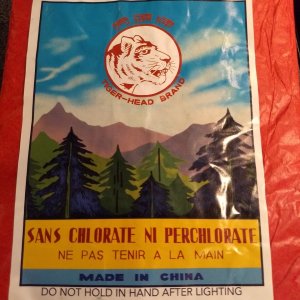 TIGER-HEAD BRAND
SANS CHLORATE NI PERCHLORATE
NE PAS TENIR A LA MAIN
MADE IN CHINA
DO NOT HOLD IN HAND AFTER LIGHTING